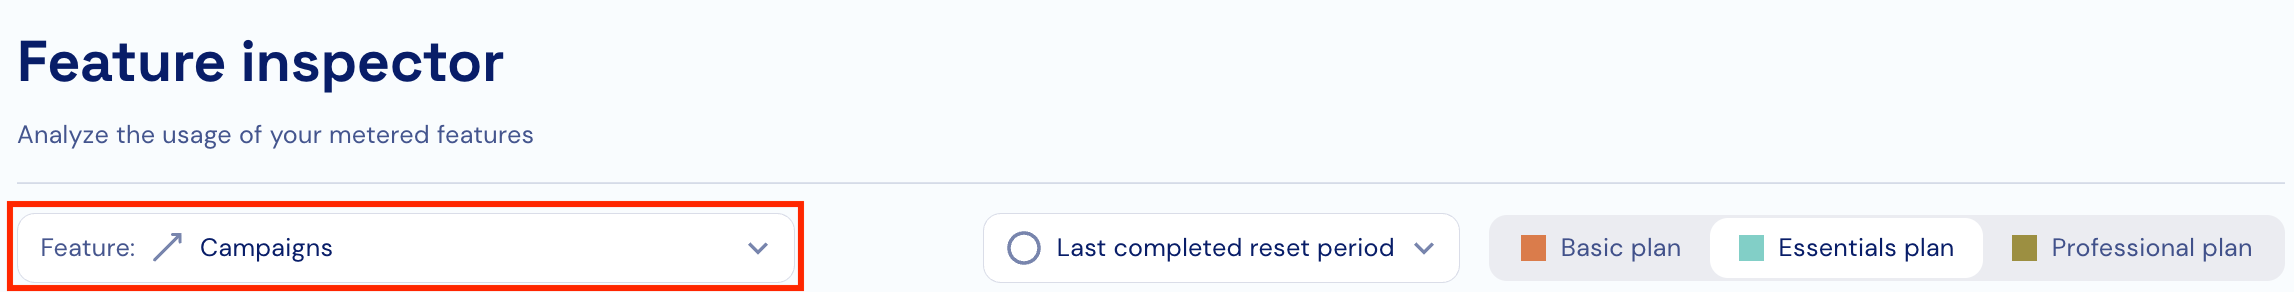 Feature inspector
Analyze the usage of your metered features
Feature: Campaigns
Last completed reset period
Basic plan
Essentials plan
Professional plan